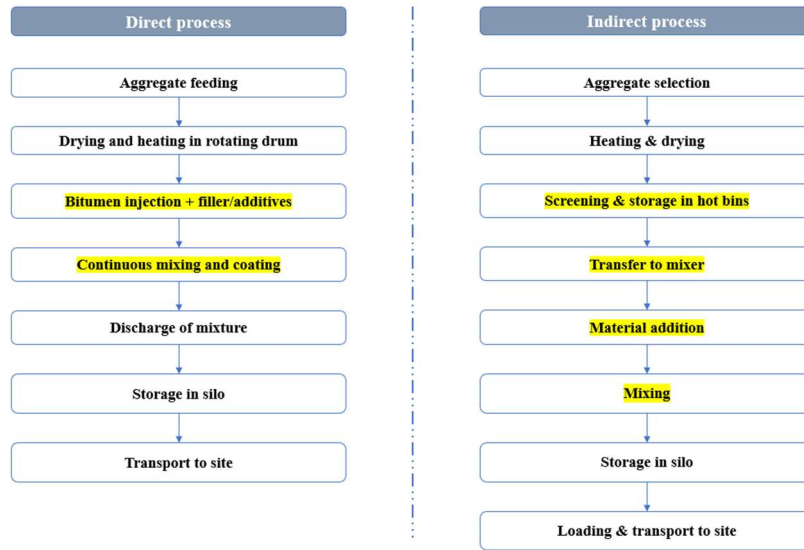 Direct process
Aggregate feeding
Drying and heating in rotating drum
Bitumen injection + filler/additives
Continuous mixing and coating
Discharge of mixture
Storage in silo
Transport to site
Indirect process
Aggregate selection
Heating & drying
Screening & storage in hot bins
Transfer to mixer
Material addition
Mixing
Storage in silo
Loading & transport to site